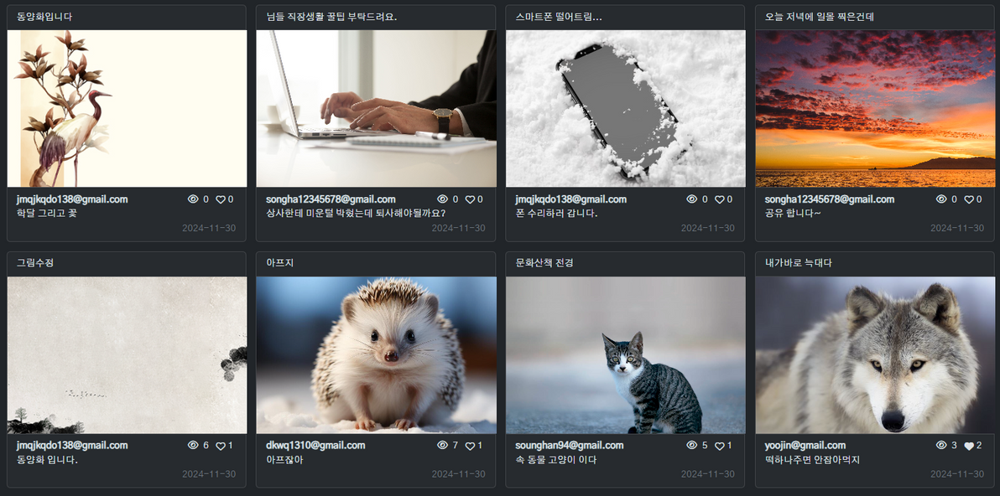 동양화입니다
님들 직장생활 꿀팁 부탁드려요.
스마트폰 떨어트림...
오늘 저녁에 일몰 찍은건데
jmqjkqdo138@gmail.com 0 0
학달 그리고 꽃
2024-11-30
songha12345678@gmail.com 0 0
상사한테 미운털 박혔는데 퇴사해야될까요?
2024-11-30
jmqjkqdo138@gmail.com 0 0
폰 수리하러 갑니다.
2024-11-30
songha12345678@gmail.com 0 0
공유 합니다~
2024-11-30
그림수정
아프지
문화산책 전경
내가바로 늑대다
jmqjkqdo138@gmail.com 6 1
동양화 입니다.
2024-11-30
dkwq1310@gmail.com 7 1
아프잖아
2024-11-30
sounghan94@gmail.com 5 1
속 동물 고양이 이다
2024-11-30
yoojin@gmail.com 3 2
떡하나주면 안잡아먹지
2024-11-30